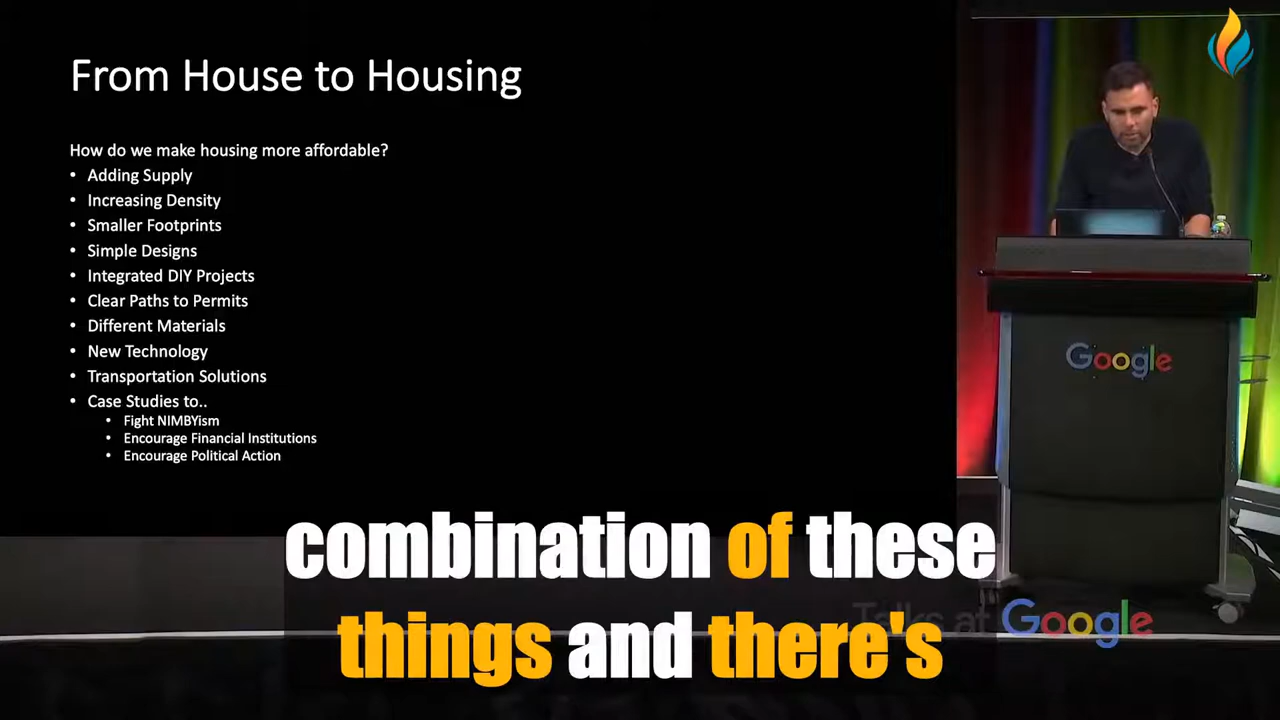 From House to Housing
How do we make housing more affordable?
• Adding Supply
• Increasing Density
• Smaller Footprints
• Simple Designs
• Integrated DIY Projects
• Clear Paths to Permits
• Different Materials
• New Technology
• Transportation Solutions
• Case Studies to..
• Fight NIMBYism
• Encourage Financial Institutions
• Encourage Political Action
Google
combination of these
things and there's
Talks at Google